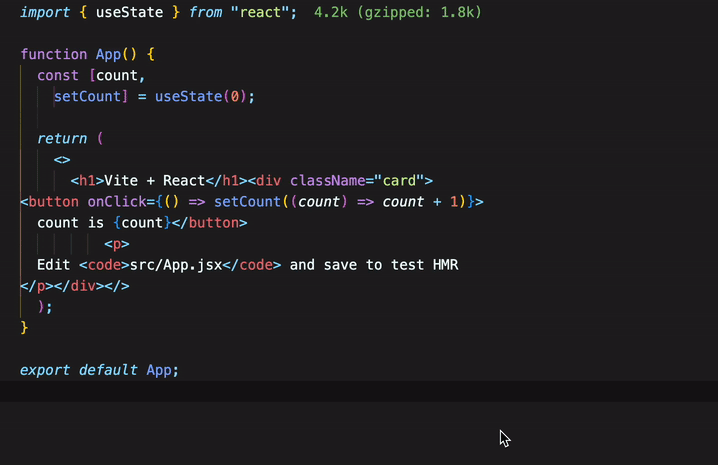 import { useState } from "react";  4.2k (gzipped: 1.8k)
function App() {
const [count,
setCount] = useState(0);
return (
<>
<h1>Vite + React</h1><div className="card">
<button onClick={() => setCount((count) => count + 1)}>
count is {count}</button>
<p>
Edit <code>src/App.jsx</code> and save to test HMR
</p></div></>
);
}
export default App;